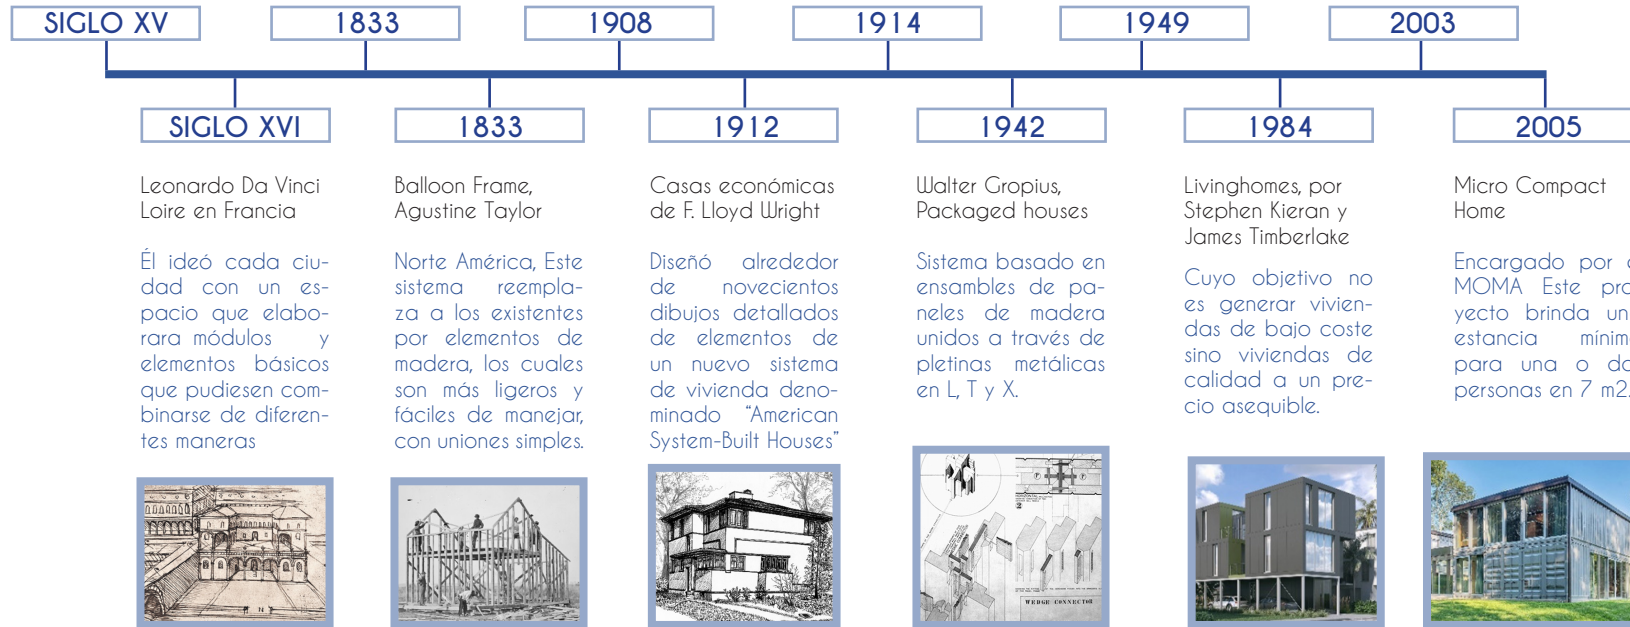 SIGLO XV
1833
1908
1914
1949
2003
SIGLO XVI
1833
1912
1942
1984
2005
Leonardo Da Vinci
Loire en Francia
Él ideó cada ciu-
dad con un es-
pacio que elabo-
rara módulos y
elementos básicos
que pudiesen com-
binarse de diferen-
tes maneras
Balloon Frame,
Agustine Taylor
Norte América, Este
sistema reempla-
za a los existentes
por elementos de
madera, los cuales
son más ligeros y
fáciles de manejar,
con uniones simples.
Casas económicas
de F. Lloyd Wright
Diseñó alrededor
de novecientos
dibujos detallados
de elementos de
un nuevo sistema
de vivienda deno-
minado “American
System-Built Houses”
Walter Gropius,
Packaged houses
Sistema basado en
ensambles de pa-
neles de madera
unidos a través de
pletinas metálicas
en L, T y X.
WEDGE CONNECTOR
Livinghomes, por
Stephen Kieran y
James Timberlake
Cuyo objetivo no
es generar vivien-
das de bajo coste
sino viviendas de
calidad a un pre-
cio asequible.
Micro Compact
Home
Encargado por
MOMA Este pro
yecto brinda un
estancia mínim
para una o do
personas en 7 m2.